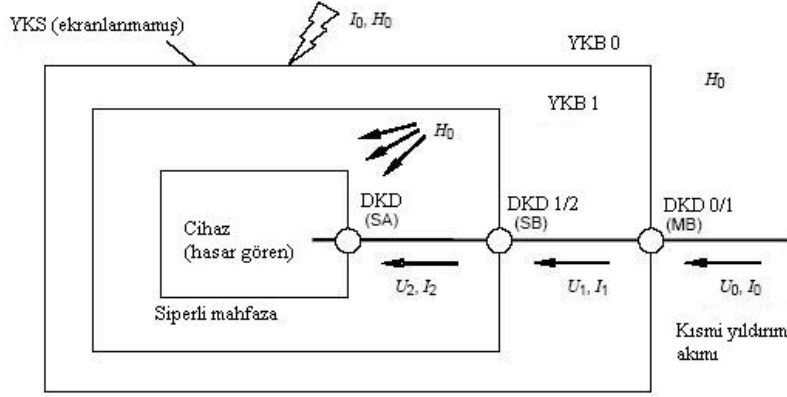 YKS (ekranlanmamış)
I0, H0
YKB 0
H0
YKB 1
H0
DKD
(SA)
DKD 1/2
(SB)
DKD 0/1
(MB)
Cihaz
(hasar gören)
U2, I2
U1, I1
U0, I0
Siperli mahfaza
Kısmi yıldırım
akımı